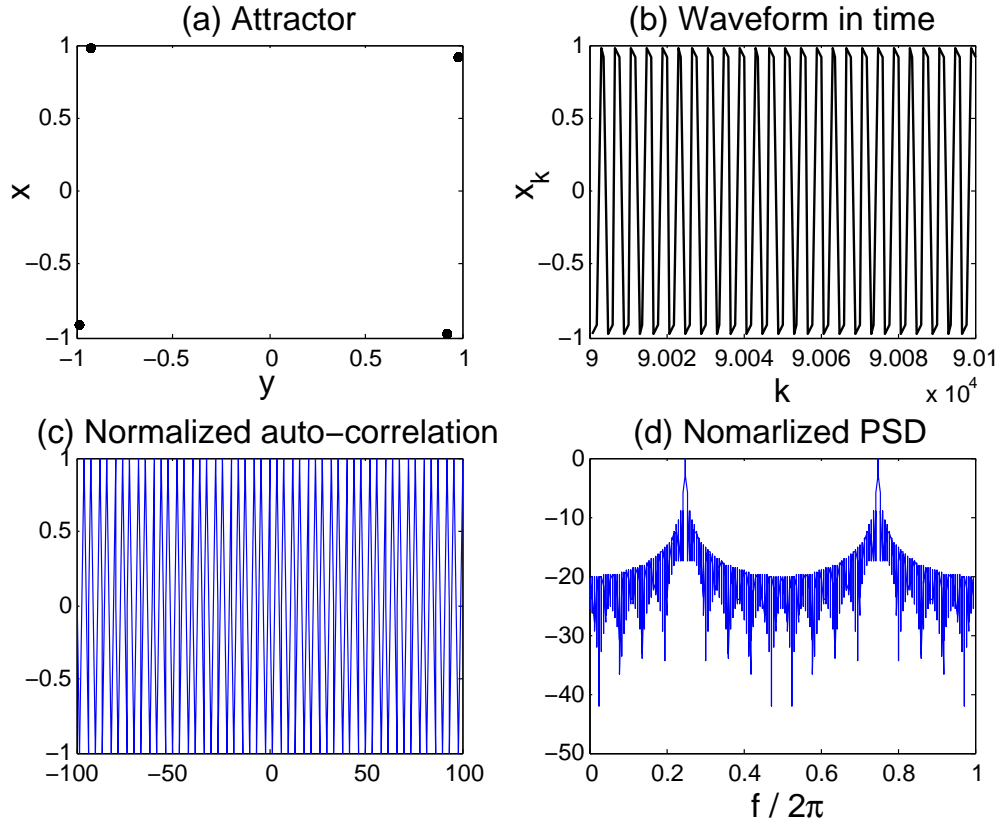 (a) Attractor
1
0.5
0
−0.5
−1
−1 −0.5 0 0.5 1
x
y
(b) Waveform in time
1
0.5
0
−0.5
−1
9 9.002 9.004 9.006 9.008 9.01
x 10^4
x_k
k
(c) Normalized auto−correlation
1
0.5
0
−0.5
−1
−100 −50 0 50 100
(d) Nomarlized PSD
0
−10
−20
−30
−40
−50
0 0.2 0.4 0.6 0.8 1
f / 2π